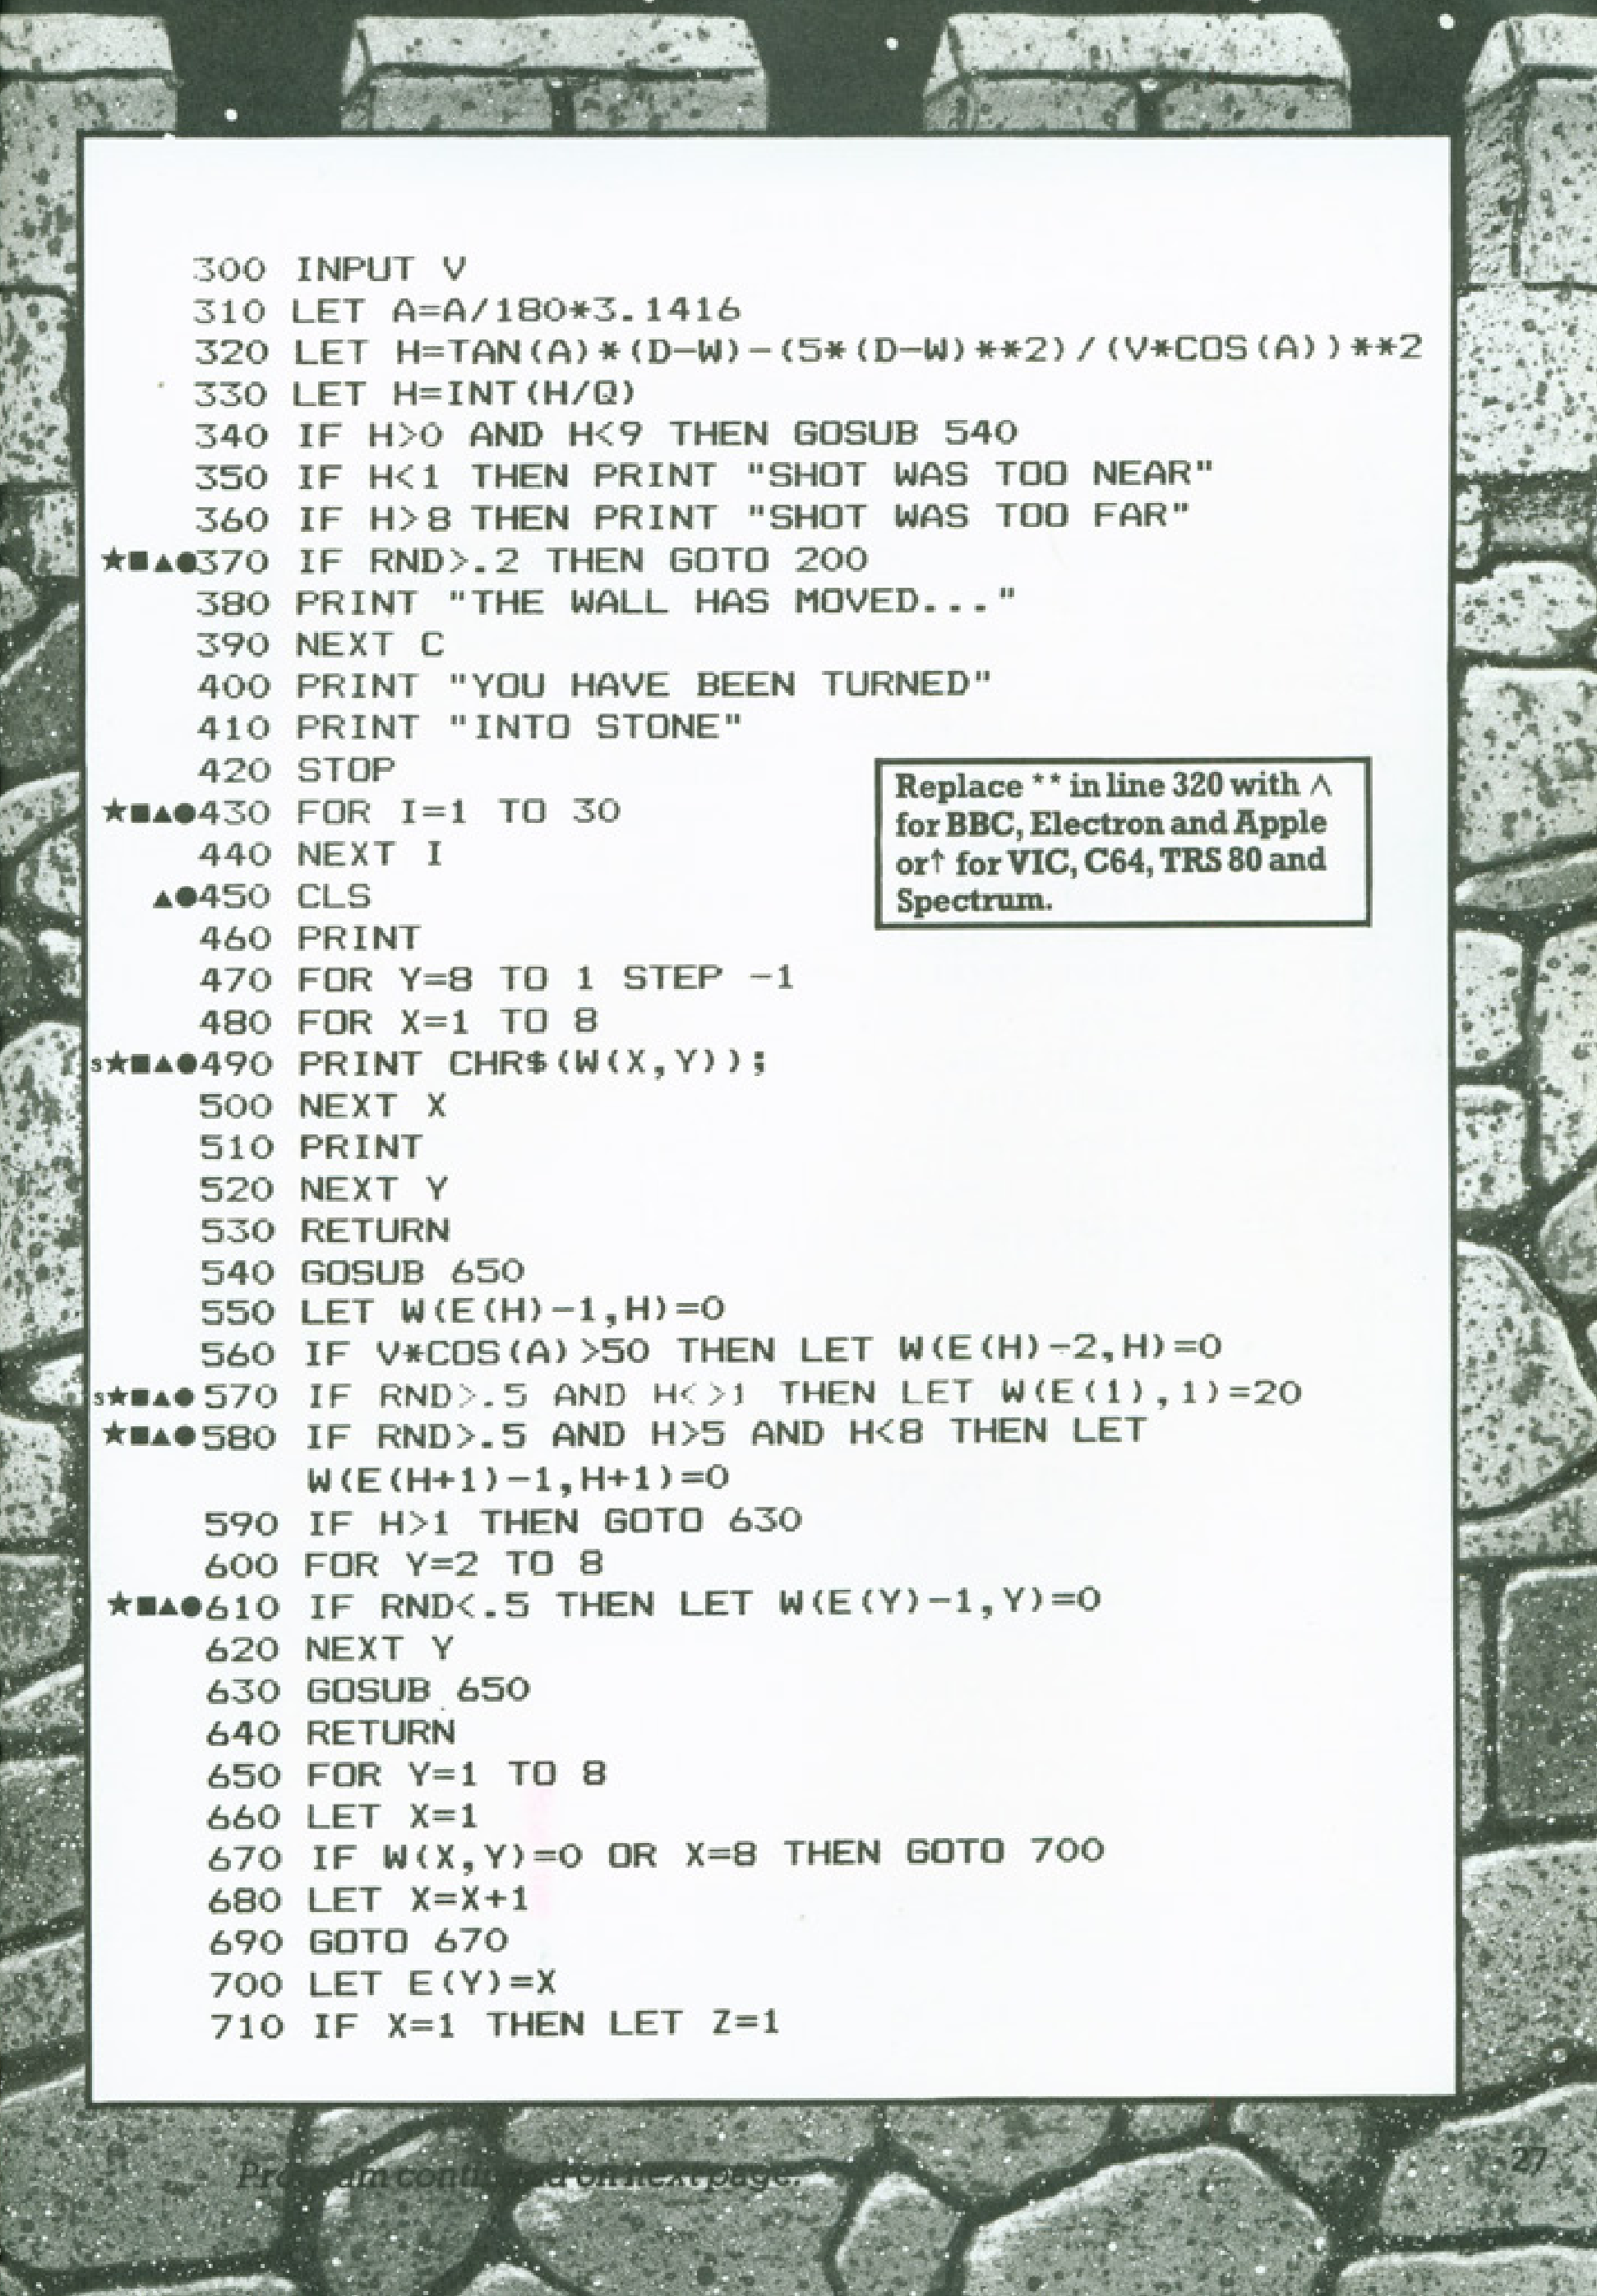 300 INPUT V
310 LET A=A/180*3.1416
320 LET H=TAN(A)*(D-W)-(5*(D-W)**2)/(V*COS(A))**2
330 LET H=INT(H/Q)
340 IF H>0 AND H<9 THEN GOSUB 540
350 IF H<1 THEN PRINT "SHOT WAS TOO NEAR"
360 IF H>8 THEN PRINT "SHOT WAS TOO FAR"
★■▲●370 IF RND>.2 THEN GOTO 200
380 PRINT "THE WALL HAS MOVED..."
390 NEXT C
400 PRINT "YOU HAVE BEEN TURNED"
410 PRINT "INTO STONE"
420 STOP
★■▲●430 FOR I=1 TO 30
440 NEXT I
▲●450 CLS
460 PRINT
470 FOR Y=8 TO 1 STEP -1
480 FOR X=1 TO 8
s★■▲●490 PRINT CHR$(W(X,Y));
500 NEXT X
510 PRINT
520 NEXT Y
530 RETURN
540 GOSUB 650
550 LET W(E(H)-1,H)=0
560 IF V*COS(A)>50 THEN LET W(E(H)-2,H)=0
s★■▲●570 IF RND>.5 AND H<>1 THEN LET W(E(1),1)=20
★■▲●580 IF RND>.5 AND H>5 AND H<8 THEN LET
W(E(H+1)-1,H+1)=0
590 IF H>1 THEN GOTO 630
600 FOR Y=2 TO 8
★■▲●610 IF RND<.5 THEN LET W(E(Y)-1,Y)=0
620 NEXT Y
630 GOSUB 650
640 RETURN
650 FOR Y=1 TO 8
660 LET X=1
670 IF W(X,Y)=0 OR X=8 THEN GOTO 700
680 LET X=X+1
690 GOTO 670
700 LET E(Y)=X
710 IF X=1 THEN LET Z=1
Replace ** in line 320 with ∧
for BBC, Electron and Apple
or↑ for VIC, C64, TRS 80 and
Spectrum.
Program continued on next page.
27